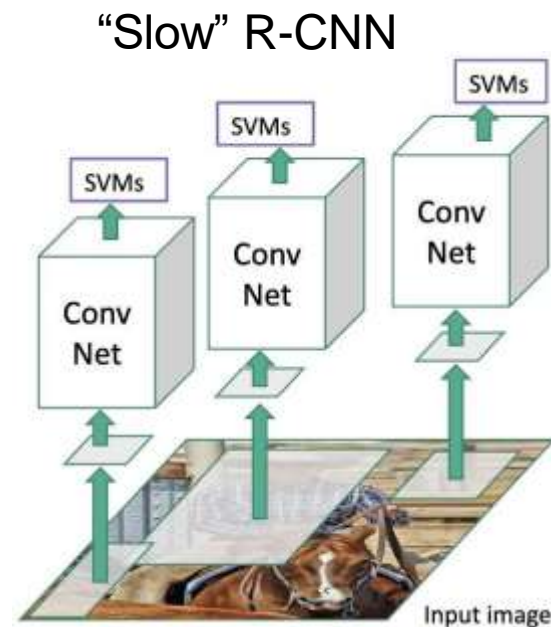 “Slow” R-CNN
SVMs
SVMs
SVMs
Conv
Net
Conv
Net
Conv
Net
Input image